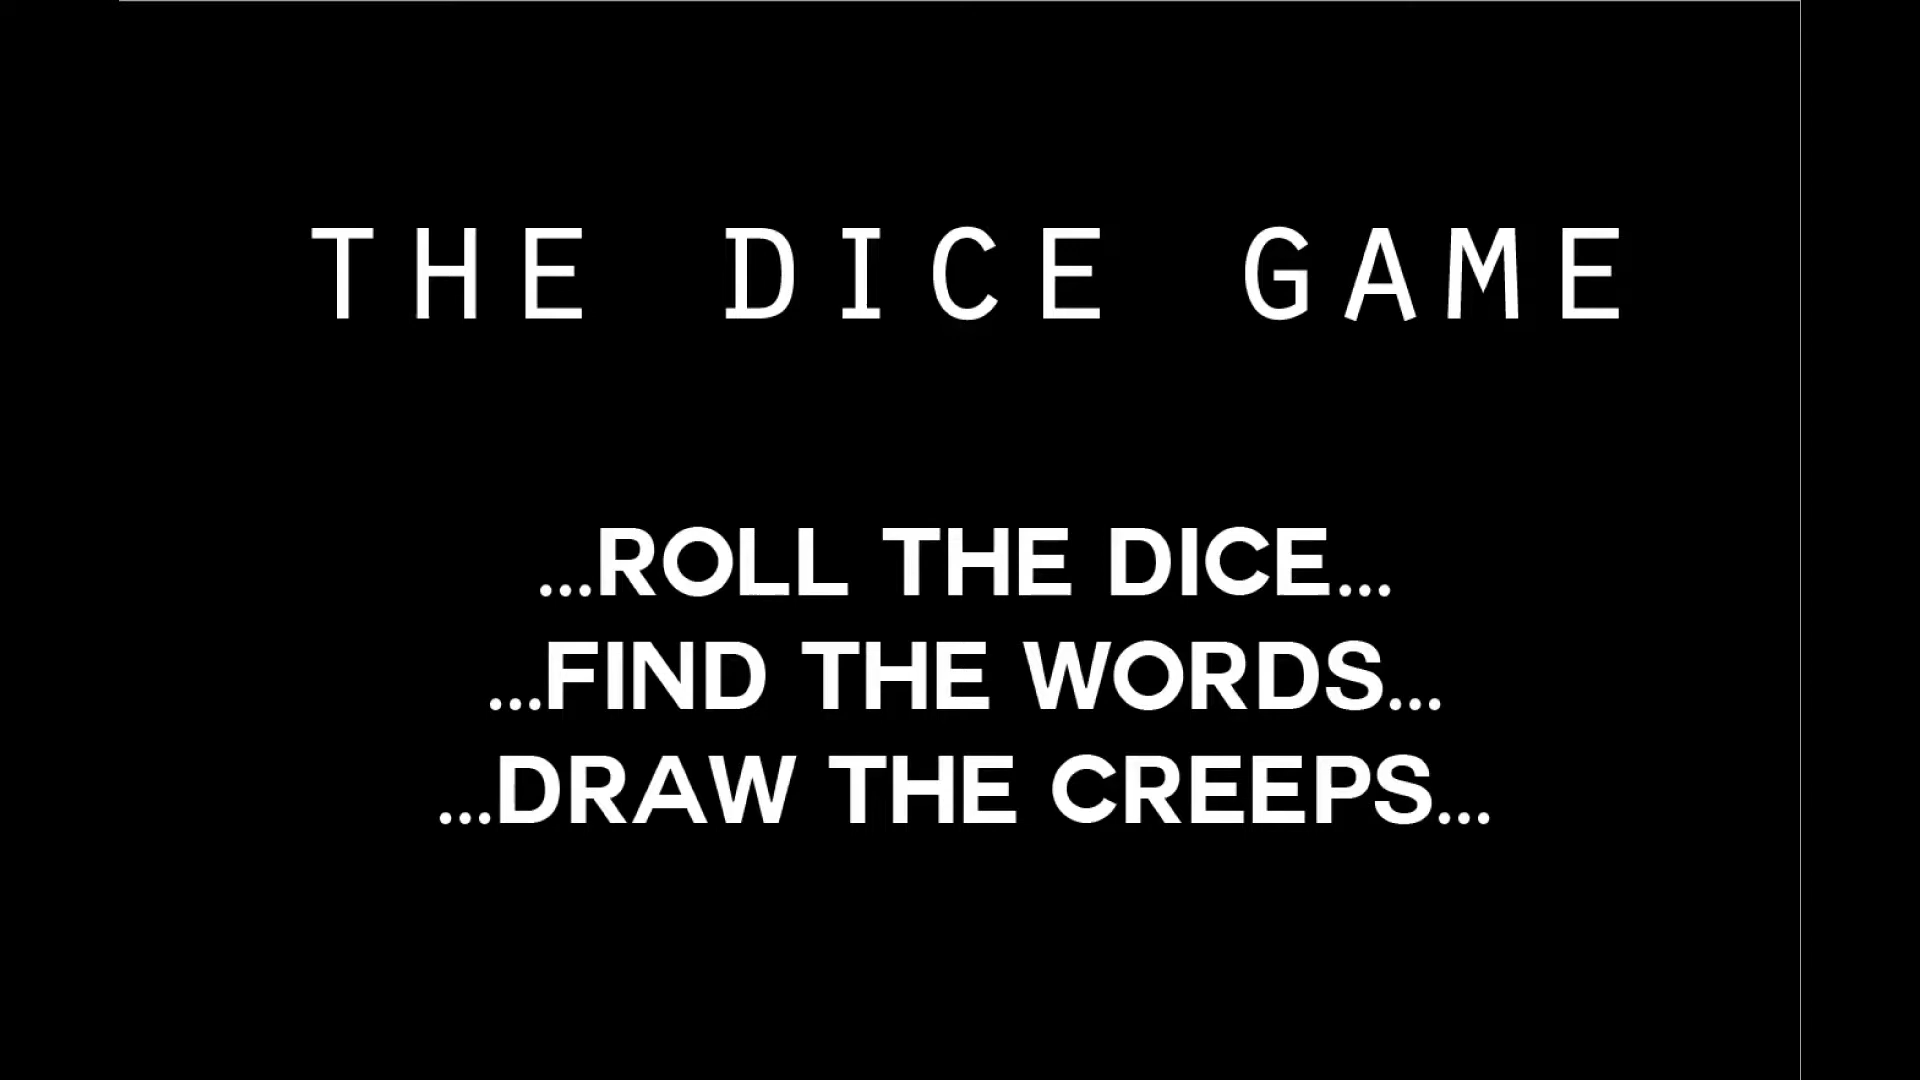 THE DICE GAME
...ROLL THE DICE...
...FIND THE WORDS...
...DRAW THE CREEPS...